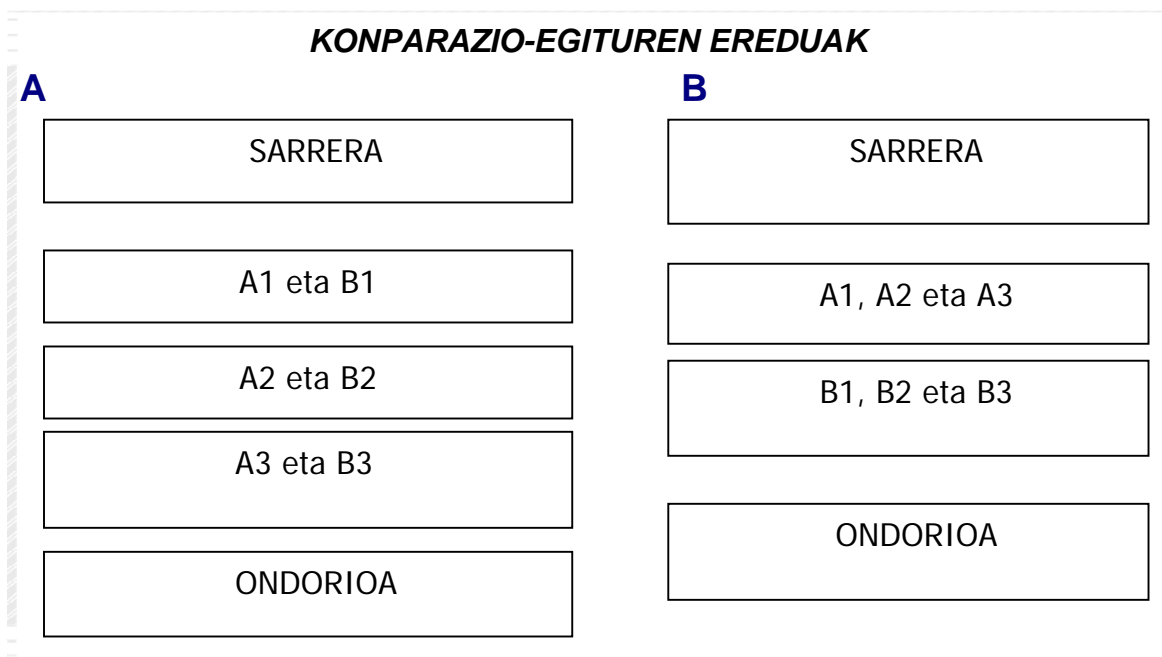 KONPARAZIO-EGITUREN EREDUAK
A
SARRERA
A1 eta B1
A2 eta B2
A3 eta B3
ONDORIOA
B
SARRERA
A1, A2 eta A3
B1, B2 eta B3
ONDORIOA